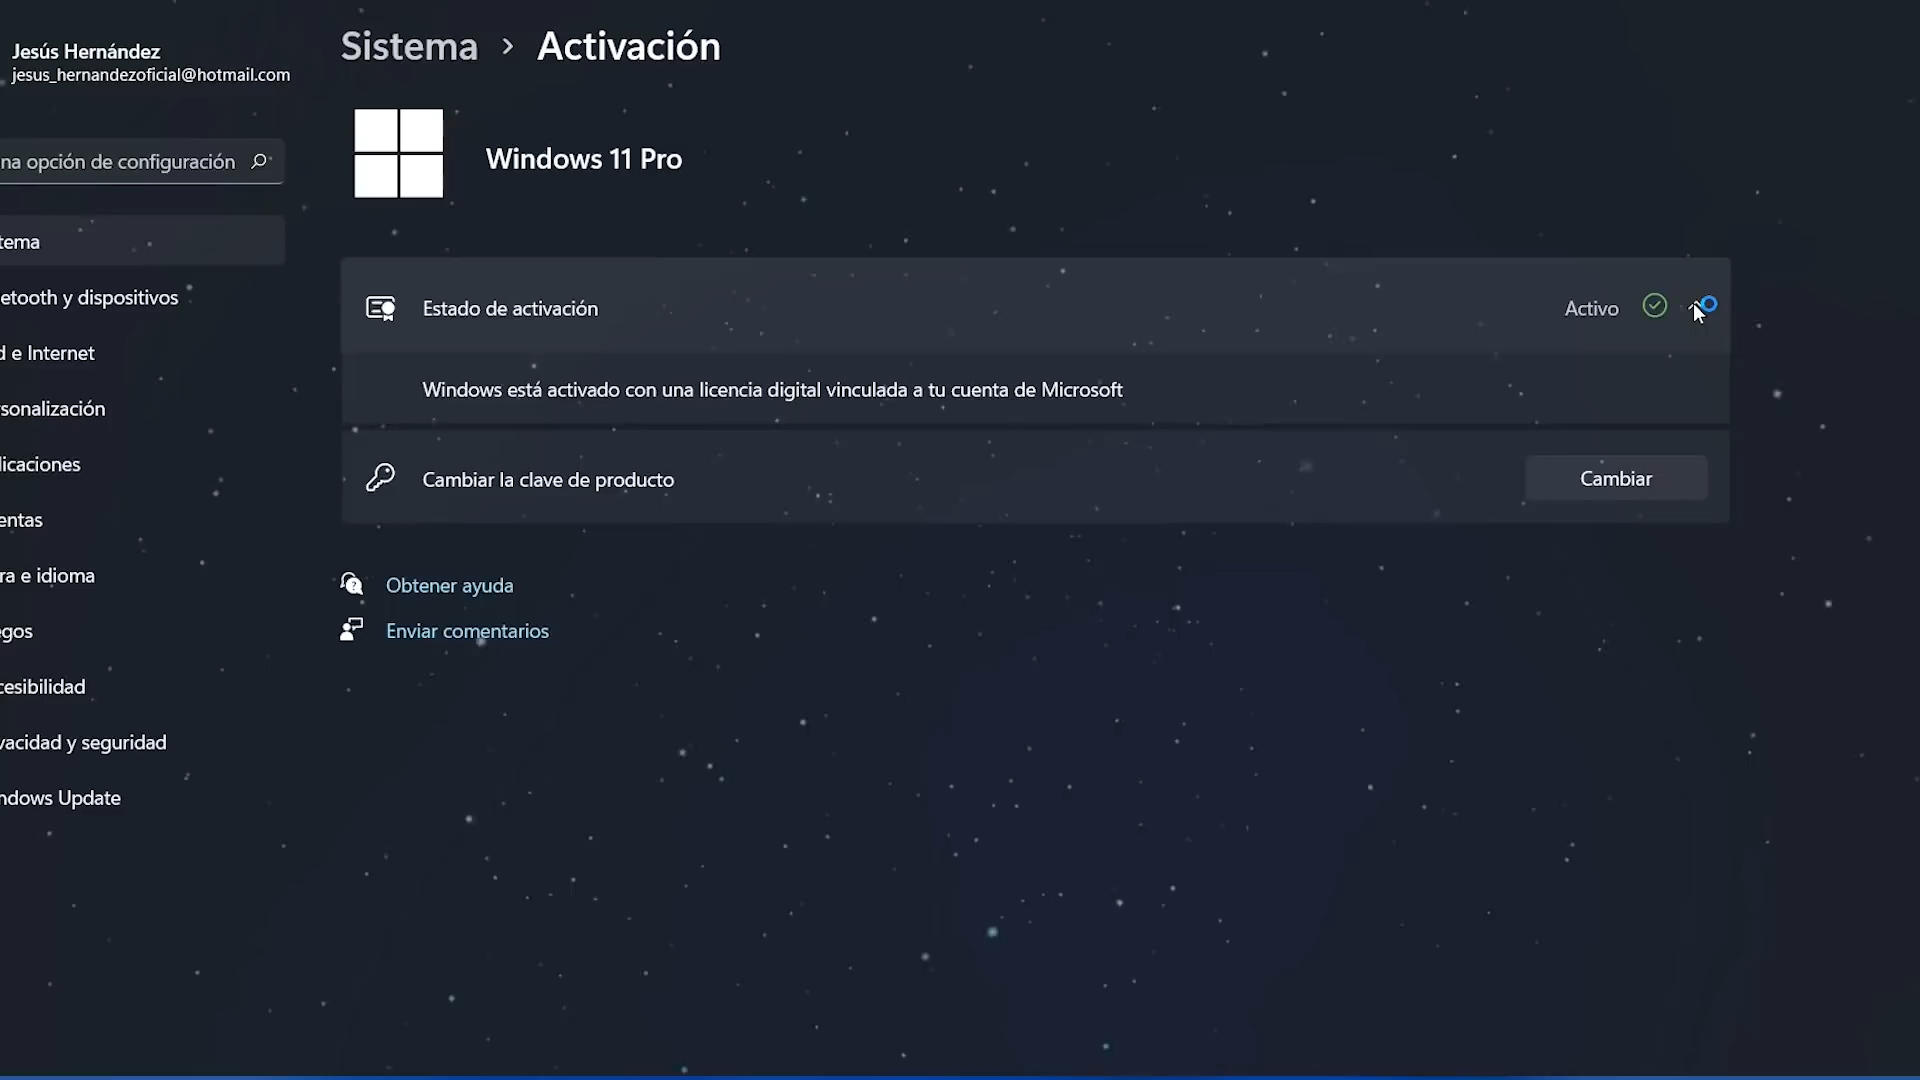 Jesús Hernández
jesus_hernandezoficial@hotmail.com
na opción de configuración
tema
etooth y dispositivos
d e Internet
sonalización
licaciones
entas
ra e idioma
egos
cesibilidad
vacidad y seguridad
ndows Update
Sistema > Activación
Windows 11 Pro
Estado de activación
Activo
Windows está activado con una licencia digital vinculada a tu cuenta de Microsoft
Cambiar la clave de producto
Cambiar
Obtener ayuda
Enviar comentarios